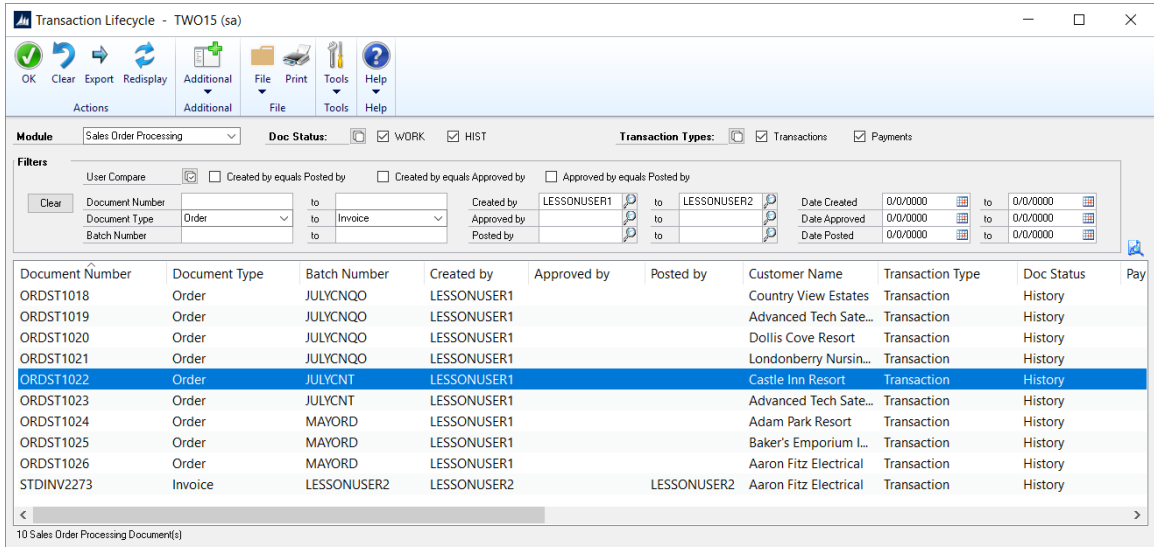 Transaction Lifecycle - TWO15 (sa)
OK Clear Export Redisplay Additional File Print Tools Help
Actions Additional File Tools Help
Module Sales Order Processing Doc Status: WORK HIST Transaction Types: Transactions Payments
Filters
User Compare Created by equals Posted by Created by equals Approved by Approved by equals Posted by
Clear Document Number to Created by LESSONUSER1 to LESSONUSER2 Date Created 0/0/0000 to 0/0/0000
Document Type Order to Invoice Approved by to Date Approved 0/0/0000 to 0/0/0000
Batch Number to Posted by to Date Posted 0/0/0000 to 0/0/0000
Document Number Document Type Batch Number Created by Approved by Posted by Customer Name Transaction Type Doc Status Pay
ORDST1018 Order JULYCNQO LESSONUSER1 Country View Estates Transaction History
ORDST1019 Order JULYCNQO LESSONUSER1 Advanced Tech Sate... Transaction History
ORDST1020 Order JULYCNQO LESSONUSER1 Dollis Cove Resort Transaction History
ORDST1021 Order JULYCNQO LESSONUSER1 Londonberry Nursin... Transaction History
ORDST1022 Order JULYCNT LESSONUSER1 Castle Inn Resort Transaction History
ORDST1023 Order JULYCNT LESSONUSER1 Advanced Tech Sate... Transaction History
ORDST1024 Order MAYORD LESSONUSER1 Adam Park Resort Transaction History
ORDST1025 Order MAYORD LESSONUSER1 Baker's Emporium I... Transaction History
ORDST1026 Order MAYORD LESSONUSER1 Aaron Fitz Electrical Transaction History
STDINV2273 Invoice LESSONUSER2 LESSONUSER2 LESSONUSER2 Aaron Fitz Electrical Transaction History
10 Sales Order Processing Document(s)